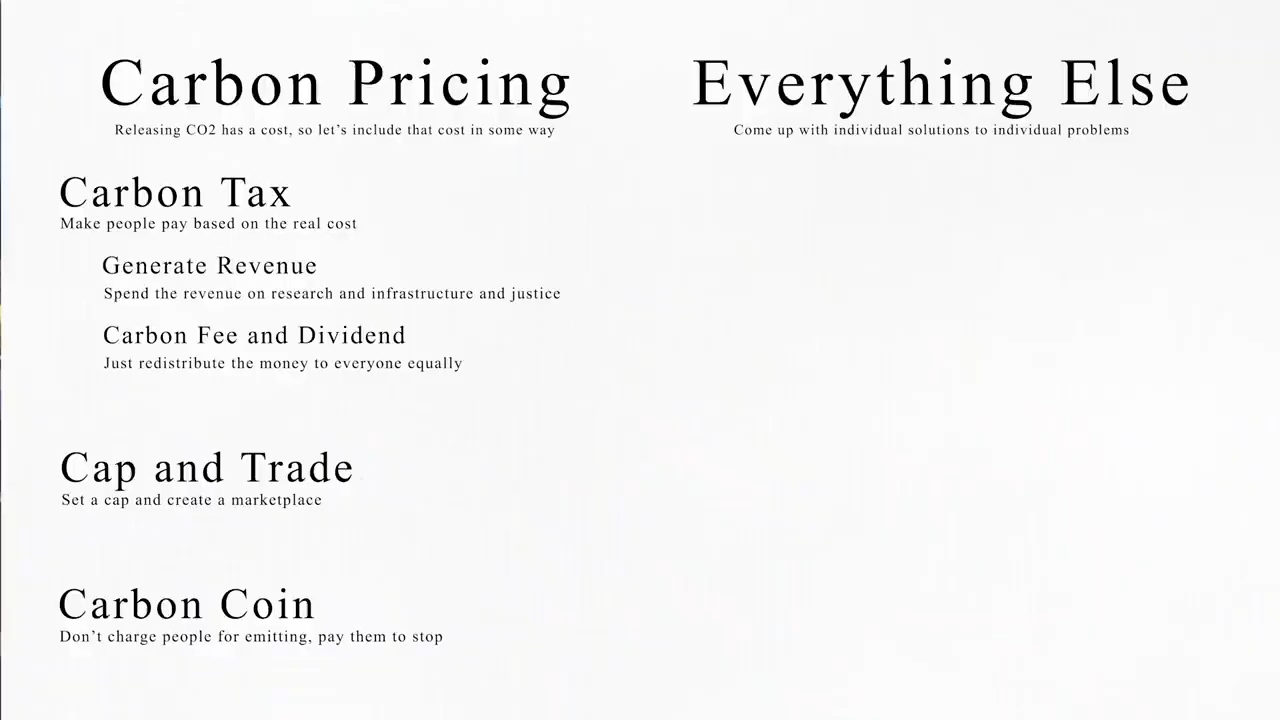 Carbon Pricing
Releasing CO2 has a cost, so let’s include that cost in some way
Carbon Tax
Make people pay based on the real cost
Generate Revenue
Spend the revenue on research and infrastructure and justice
Carbon Fee and Dividend
Just redistribute the money to everyone equally
Cap and Trade
Set a cap and create a marketplace
Carbon Coin
Don’t charge people for emitting, pay them to stop
Everything Else
Come up with individual solutions to individual problems